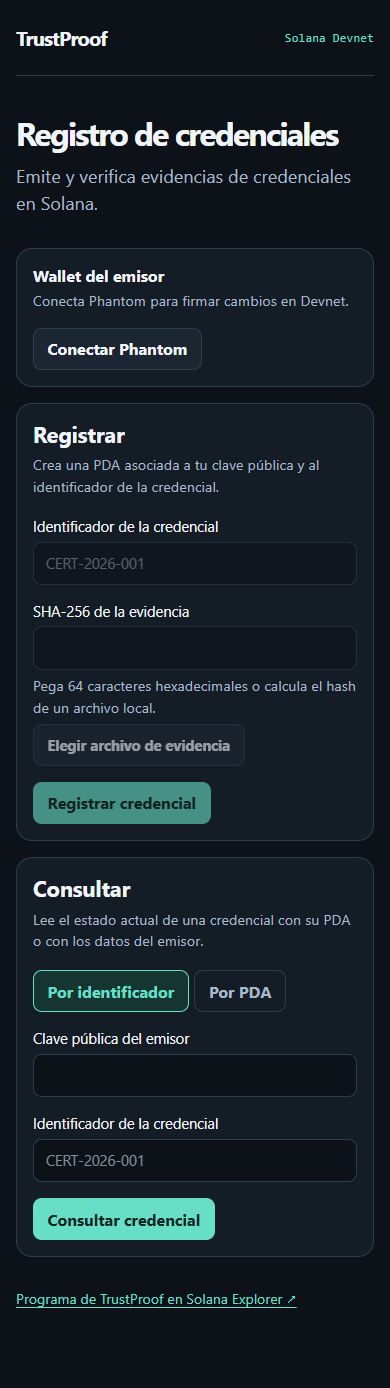 TrustProof
Solana Devnet
Registro de credenciales
Emite y verifica evidencias de credenciales
en Solana.
Wallet del emisor
Conecta Phantom para firmar cambios en Devnet.
Conectar Phantom
Registrar
Crea una PDA asociada a tu clave pública y al
identificador de la credencial.
Identificador de la credencial
CERT-2026-001
SHA-256 de la evidencia
Pega 64 caracteres hexadecimales o calcula el hash
de un archivo local.
Elegir archivo de evidencia
Registrar credencial
Consultar
Lee el estado actual de una credencial con su PDA
o con los datos del emisor.
Por identificador
Por PDA
Clave pública del emisor
Identificador de la credencial
CERT-2026-001
Consultar credencial
Programa de TrustProof en Solana Explorer ↗